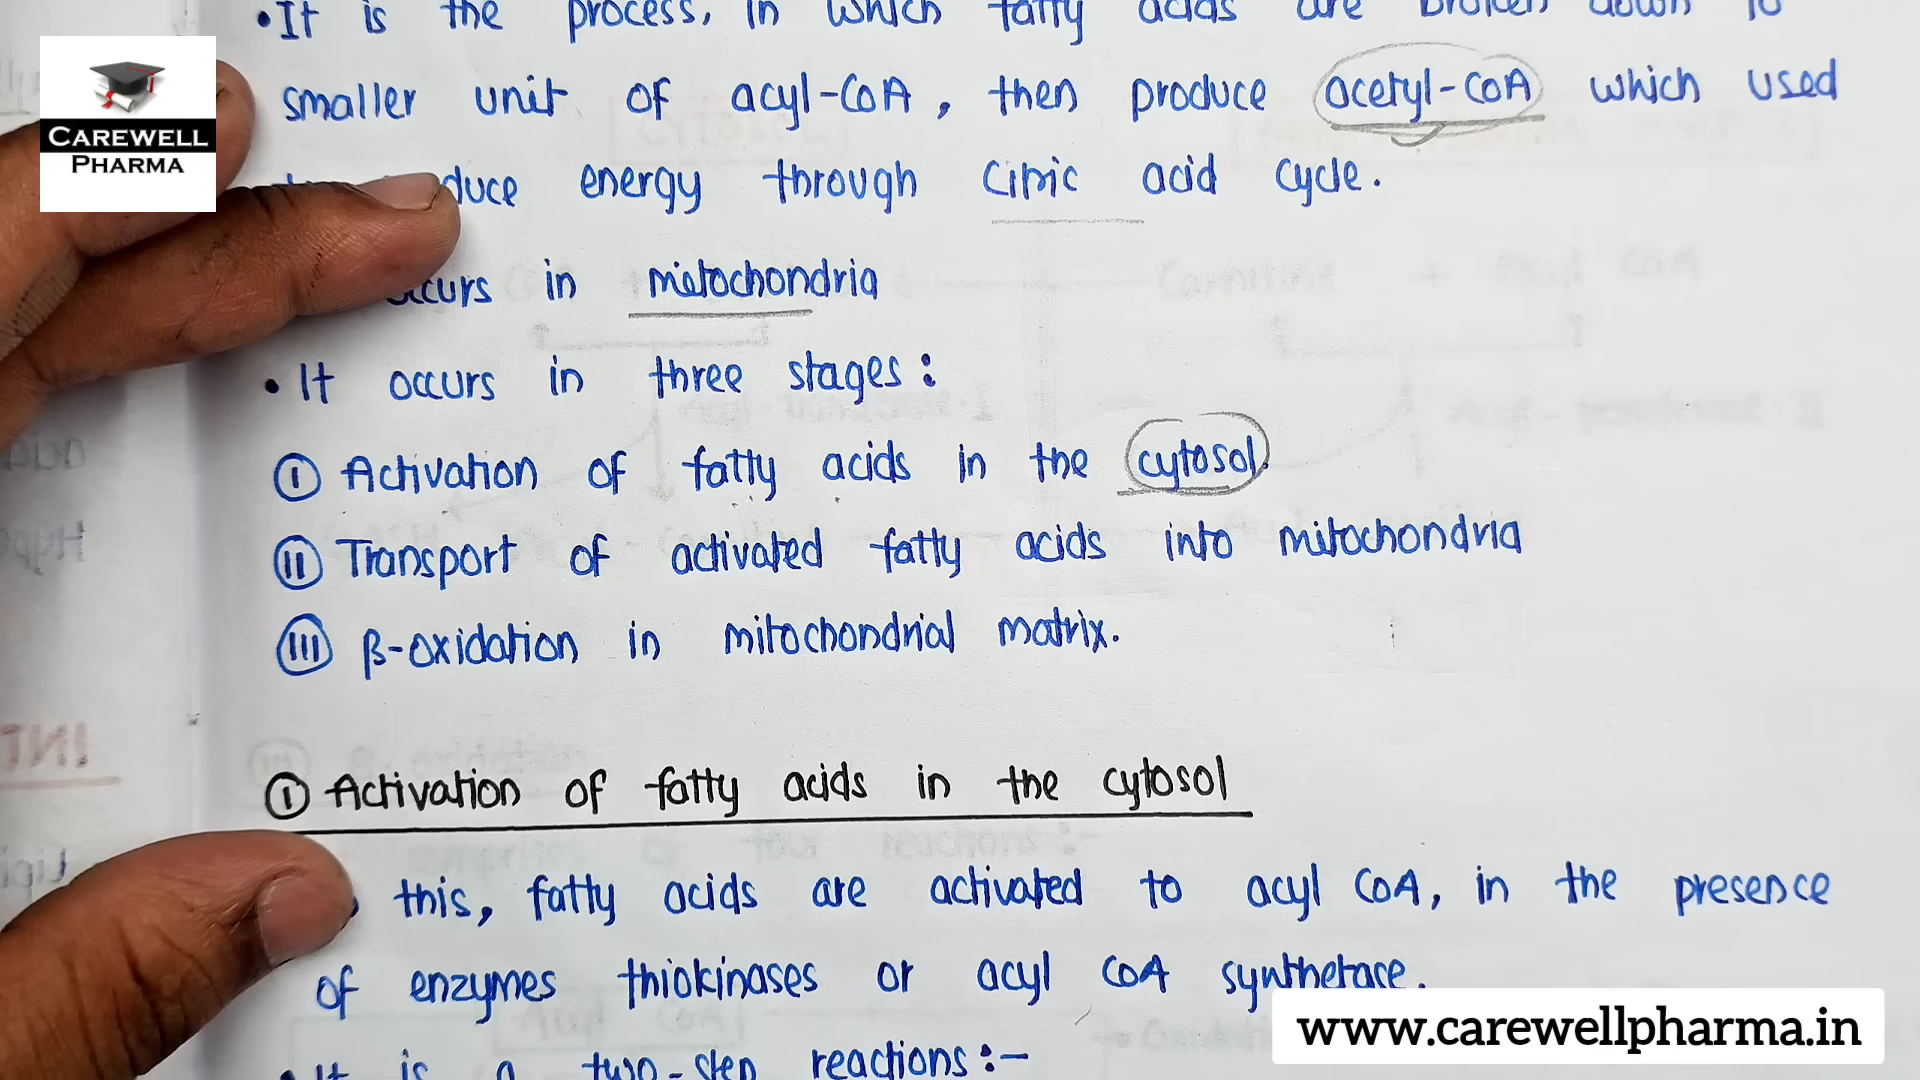 •It is the process, in which fatty acids are broken down to
smaller unit of acyl-CoA, then produce acetyl-CoA which used
energy through citric acid cycle.
in mitochondria
• It occurs in three stages:
I Activation of fatty acids in the cytosol.
II Transport of activated fatty acids into mitochondria
III β-oxidation in mitochondrial matrix.
I Activation of fatty acids in the cytosol
this, fatty acids are activated to acyl CoA, in the presence
of enzymes thiokinases or acyl CoA synthetase.
• It is a two-step reactions:-
CAREWELL
PHARMA
www.carewellpharma.in